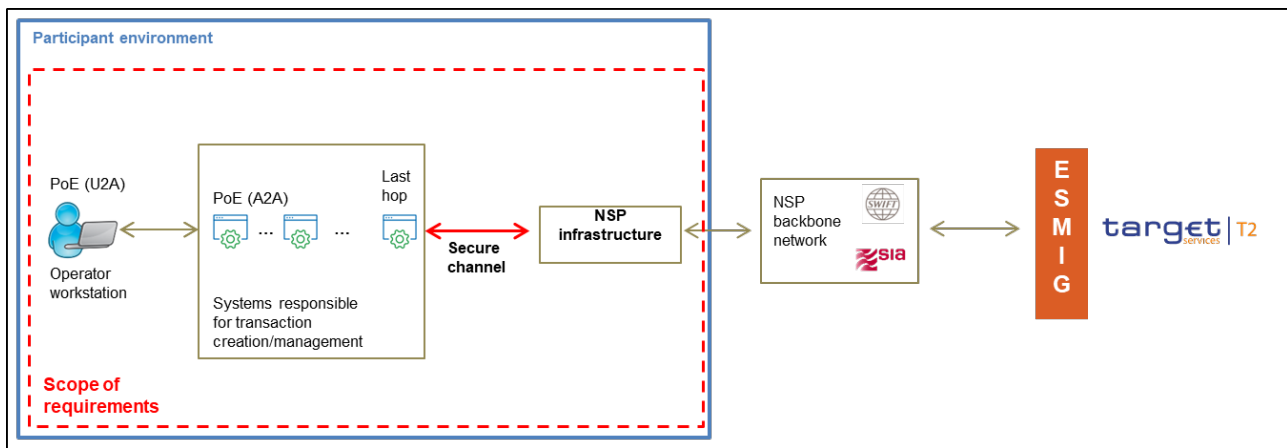 Participant environment
PoE (U2A)
Operator
workstation
PoE (A2A)
Last
hop
... ...
Systems responsible
for transaction
creation/management
Secure
channel
NSP
infrastructure
Scope of
requirements
NSP
backbone
network
SWIFT
sia
E
S
M
I
G
target
services
T2